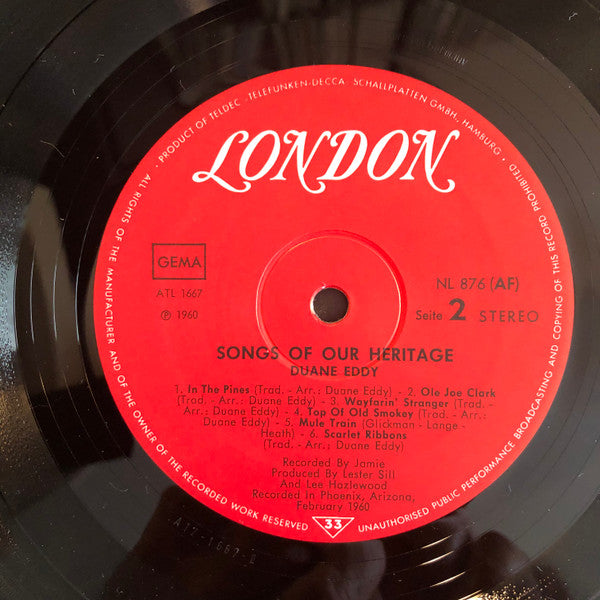 PRODUCT OF TELDEC »TELEFUNKEN-DECCA« SCHALLPLATTEN GMBH, HAMBURG
ALL RIGHTS OF THE MANUFACTURER AND OF THE OWNER OF THE RECORDED WORK RESERVED
UNAUTHORISED PUBLIC PERFORMANCE BROADCASTING AND COPYING OF THIS RECORD PROHIBITED
LONDON
GEMA
ATL 1667
℗ 1960
NL 876 (AF)
Seite 2 STEREO
SONGS OF OUR HERITAGE
DUANE EDDY
1. In The Pines (Trad. - Arr.: Duane Eddy) - 2. Ole Joe Clark
(Trad. - Arr.: Duane Eddy) - 3. Wayfarin' Stranger (Trad. -
Arr.: Duane Eddy) - 4. Top Of Old Smokey (Trad. - Arr.:
Duane Eddy) - 5. Mule Train (Glickman - Lange -
Heath) - 6. Scarlet Ribbons
(Trad. - Arr.: Duane Eddy)
Recorded By Jamie
Produced By Lester Sill
And Lee Hazlewood
Recorded in Phoenix, Arizona,
February 1960
33